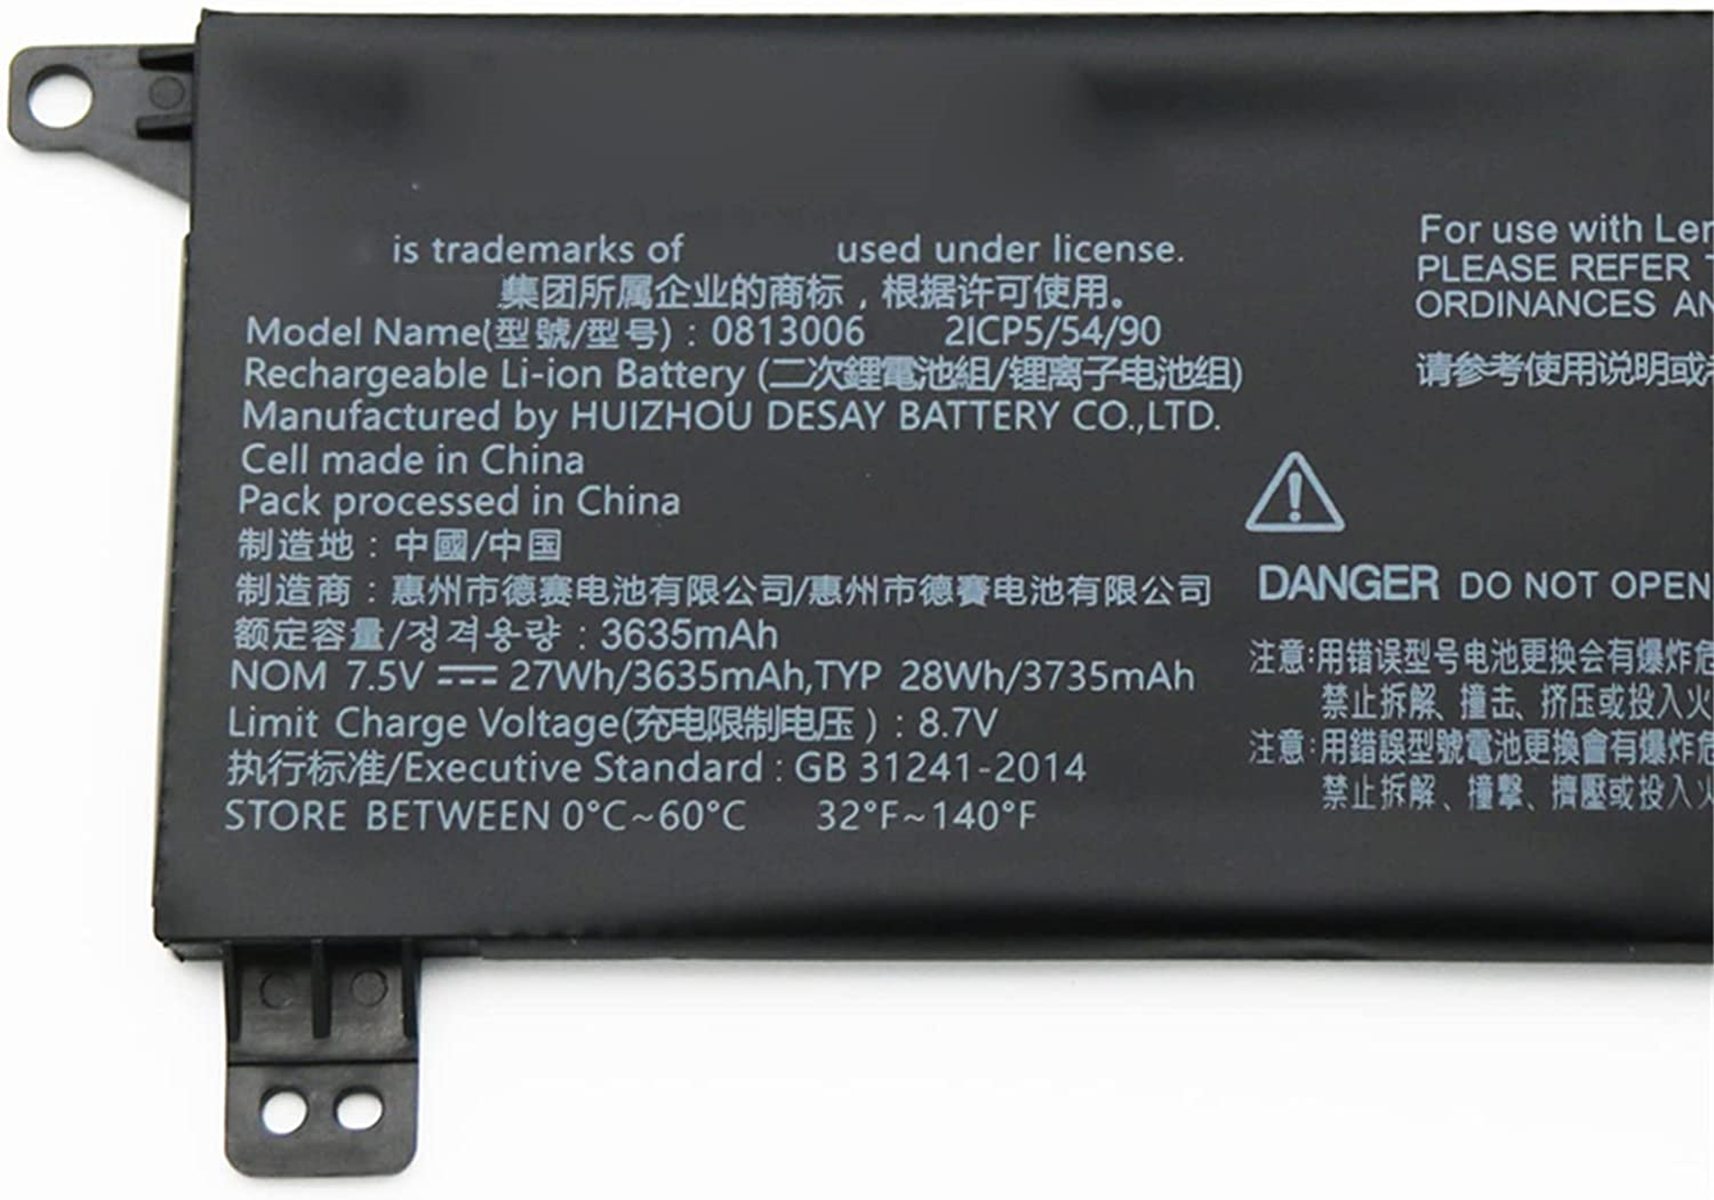 is trademarks of used under license.
集团所属企业的商标，根据许可使用。
Model Name(型號/型号)：0813006 2ICP5/54/90
Rechargeable Li-ion Battery (二次鋰電池組/锂离子电池组)
Manufactured by HUIZHOU DESAY BATTERY CO.,LTD.
Cell made in China
Pack processed in China
制造地：中國/中国
制造商：惠州市德赛电池有限公司/惠州市德賽电池有限公司
额定容量/정격용량：3635mAh
NOM 7.5V ⎓ 27Wh/3635mAh,TYP 28Wh/3735mAh
Limit Charge Voltage(充电限制电压)：8.7V
执行标准/Executive Standard : GB 31241-2014
STORE BETWEEN 0°C~60°C 32°F~140°F
For use with Len
PLEASE REFER T
ORDINANCES AN
请参考使用说明或
DANGER DO NOT OPEN
注意:用错误型号电池更换会有爆炸危
禁止拆解、撞击、挤压或投入火
注意:用錯誤型號電池更換會有爆炸危
禁止拆解、撞擊、擠壓或投入火